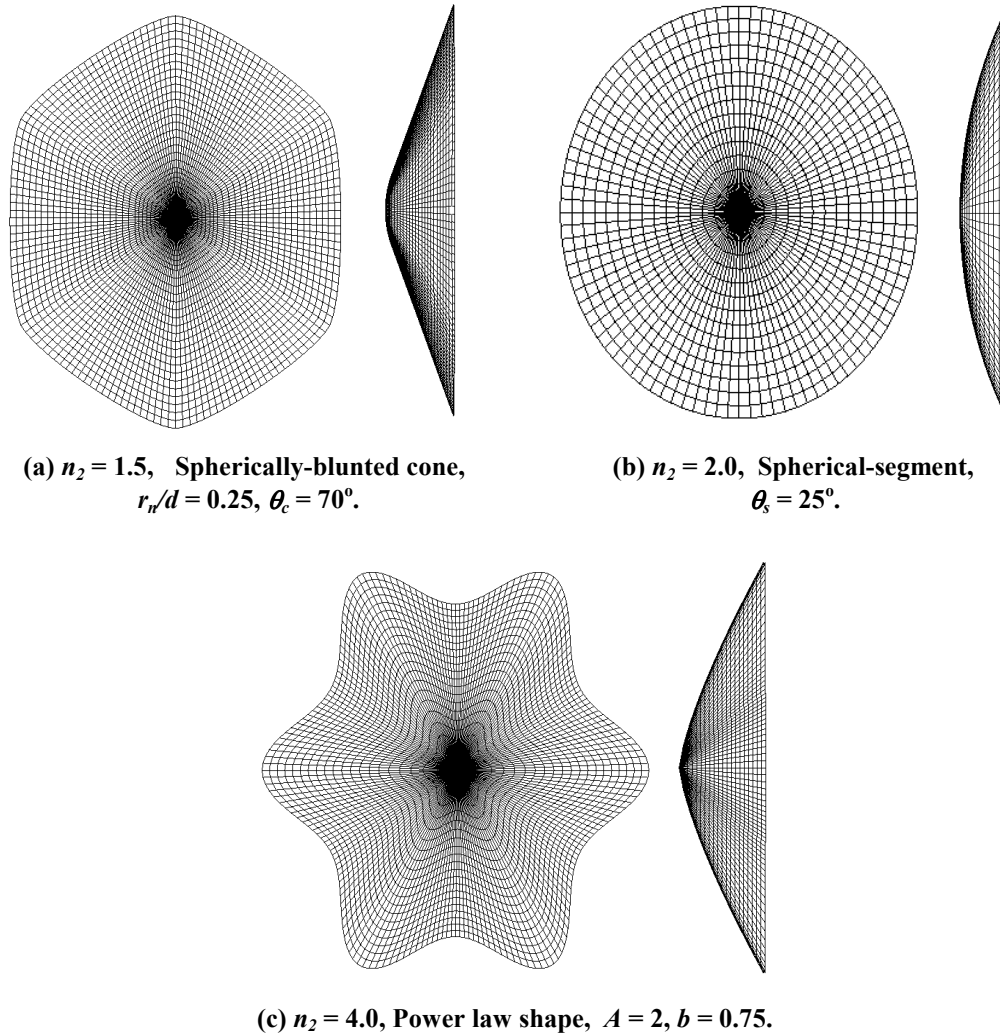 (a) n₂ = 1.5, Spherically-blunted cone,
rₙ/d = 0.25, θ_c = 70°.
(b) n₂ = 2.0, Spherical-segment,
θₛ = 25°.
(c) n₂ = 4.0, Power law shape, A = 2, b = 0.75.